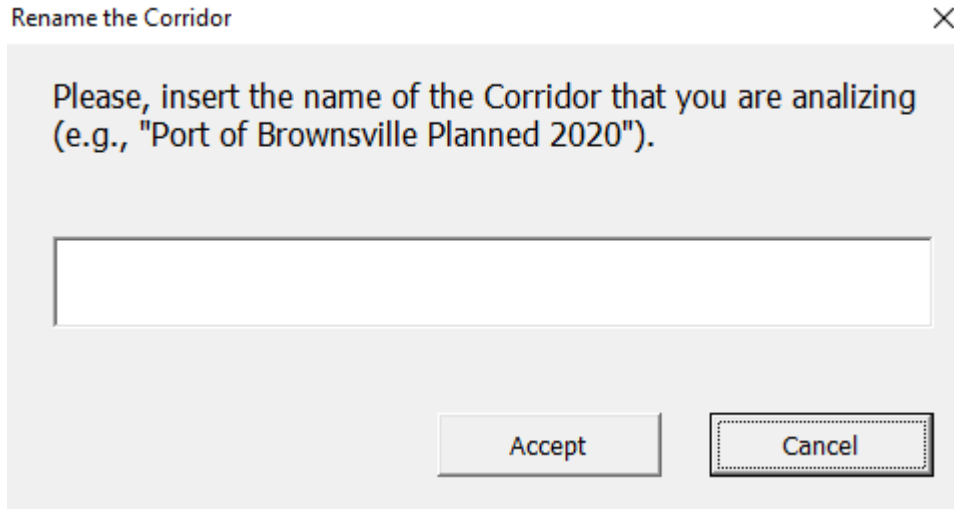 Rename the Corridor
Please, insert the name of the Corridor that you are analizing
(e.g., "Port of Brownsville Planned 2020").
Accept
Cancel